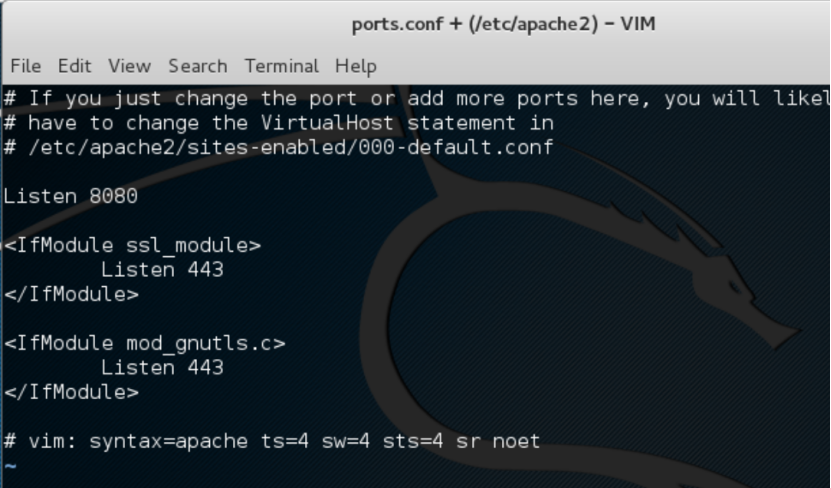 ports.conf + (/etc/apache2) – VIM
File Edit View Search Terminal Help
# If you just change the port or add more ports here, you will likel
# have to change the VirtualHost statement in
# /etc/apache2/sites-enabled/000-default.conf
Listen 8080
<IfModule ssl_module>
Listen 443
</IfModule>
<IfModule mod_gnutls.c>
Listen 443
</IfModule>
# vim: syntax=apache ts=4 sw=4 sts=4 sr noet
~